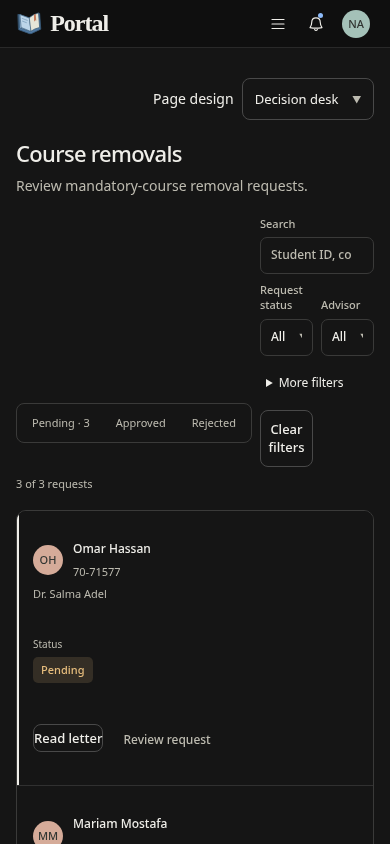 Portal
NA
Page design
Decision desk
Course removals
Review mandatory-course removal requests.
Search
Student ID, co
Request
status
Advisor
All
All
More filters
Pending · 3
Approved
Rejected
Clear
filters
3 of 3 requests
OH
Omar Hassan
70-71577
Dr. Salma Adel
Status
Pending
Read letter
Review request
MM
Mariam Mostafa